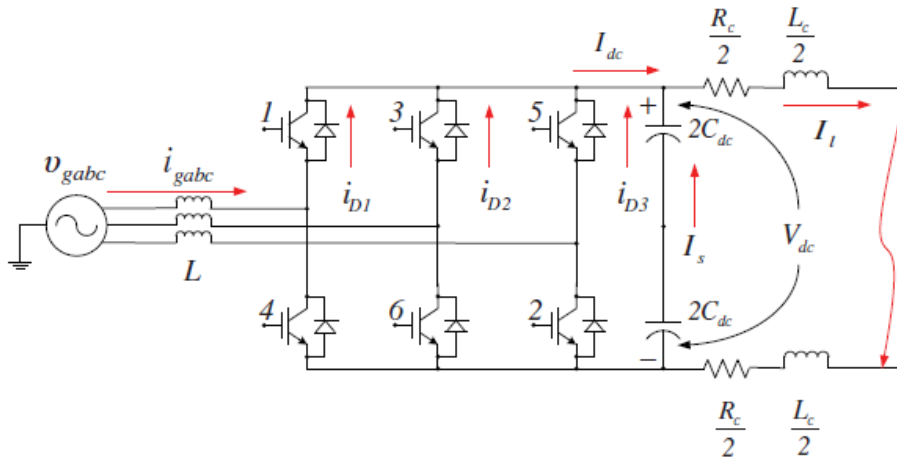 R_c/2
L_c/2
I_dc
1
3
5
+
2C_dc
I_l
v_gabc
i_gabc
i_D1
i_D2
i_D3
I_s
V_dc
L
4
6
2
2C_dc
−
R_c/2
L_c/2